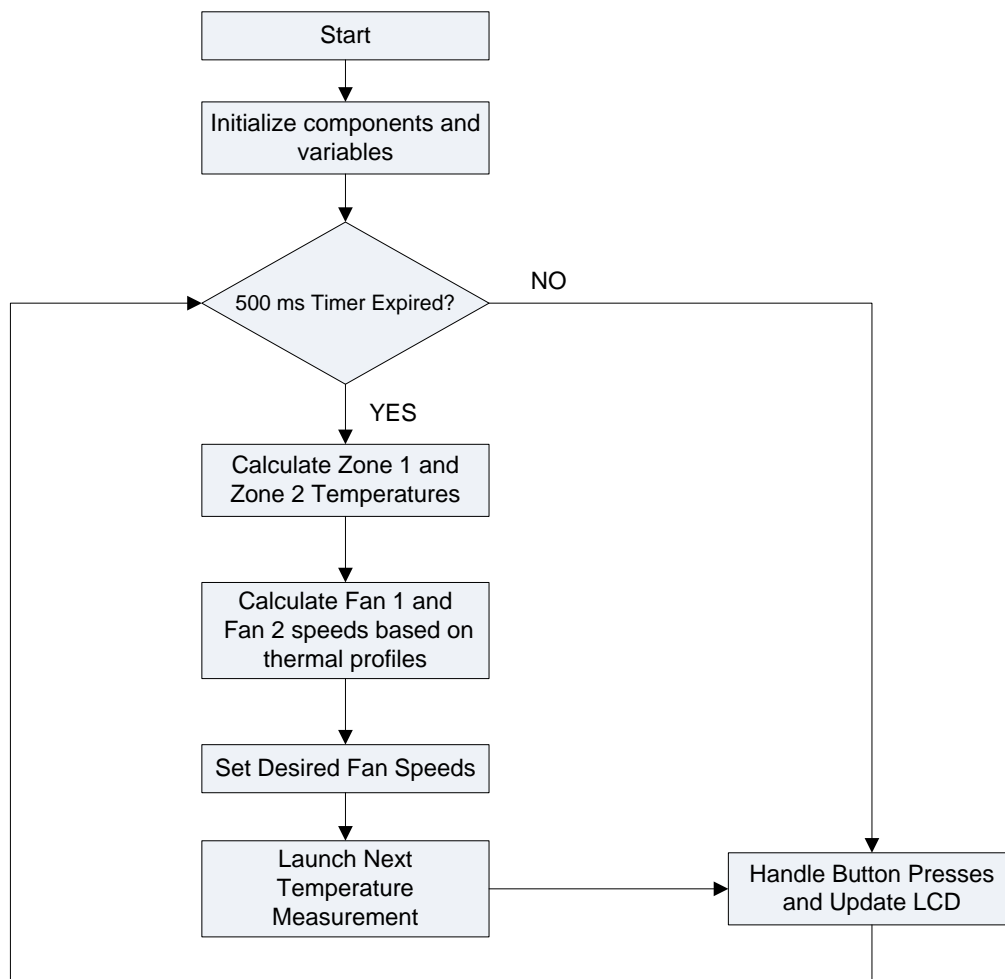 Start
Initialize components and
variables
500 ms Timer Expired?
NO
YES
Calculate Zone 1 and
Zone 2 Temperatures
Calculate Fan 1 and
Fan 2 speeds based on
thermal profiles
Set Desired Fan Speeds
Launch Next
Temperature
Measurement
Handle Button Presses
and Update LCD